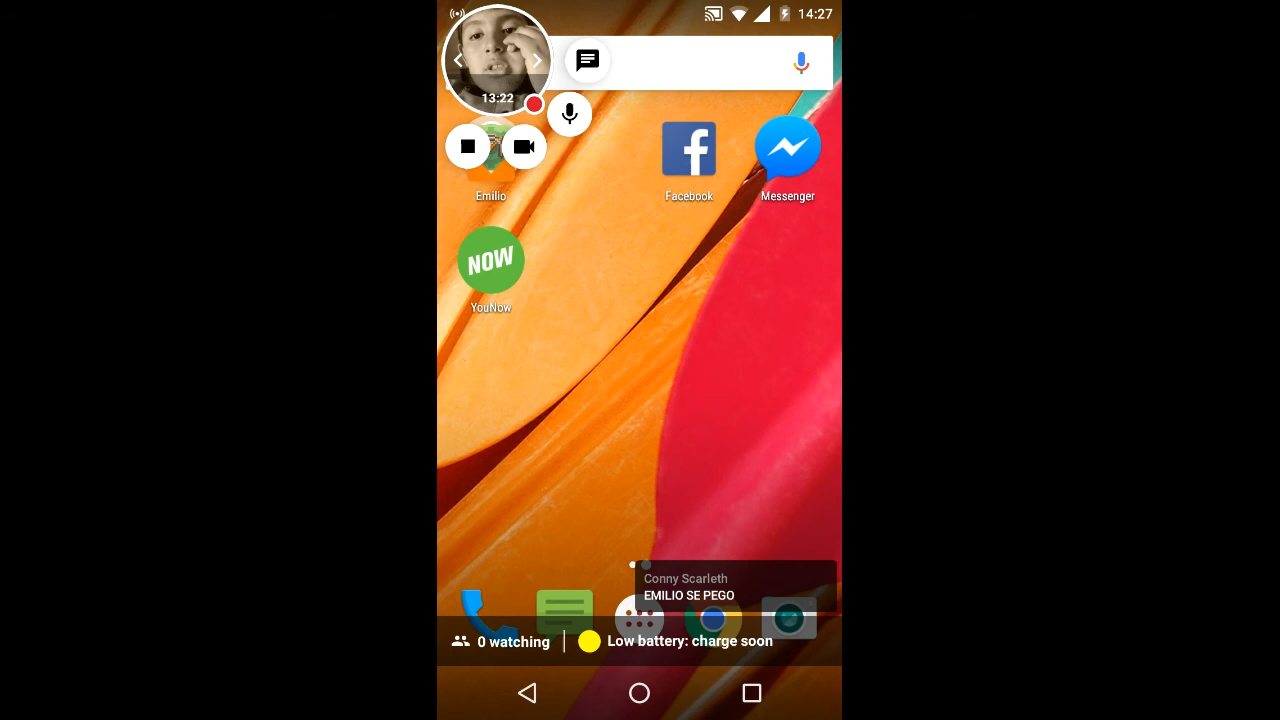 14:27
13:22
Emilio
Facebook
Messenger
NOW
YouNow
Conny Scarleth
EMILIO SE PEGO
0 watching
Low battery: charge soon